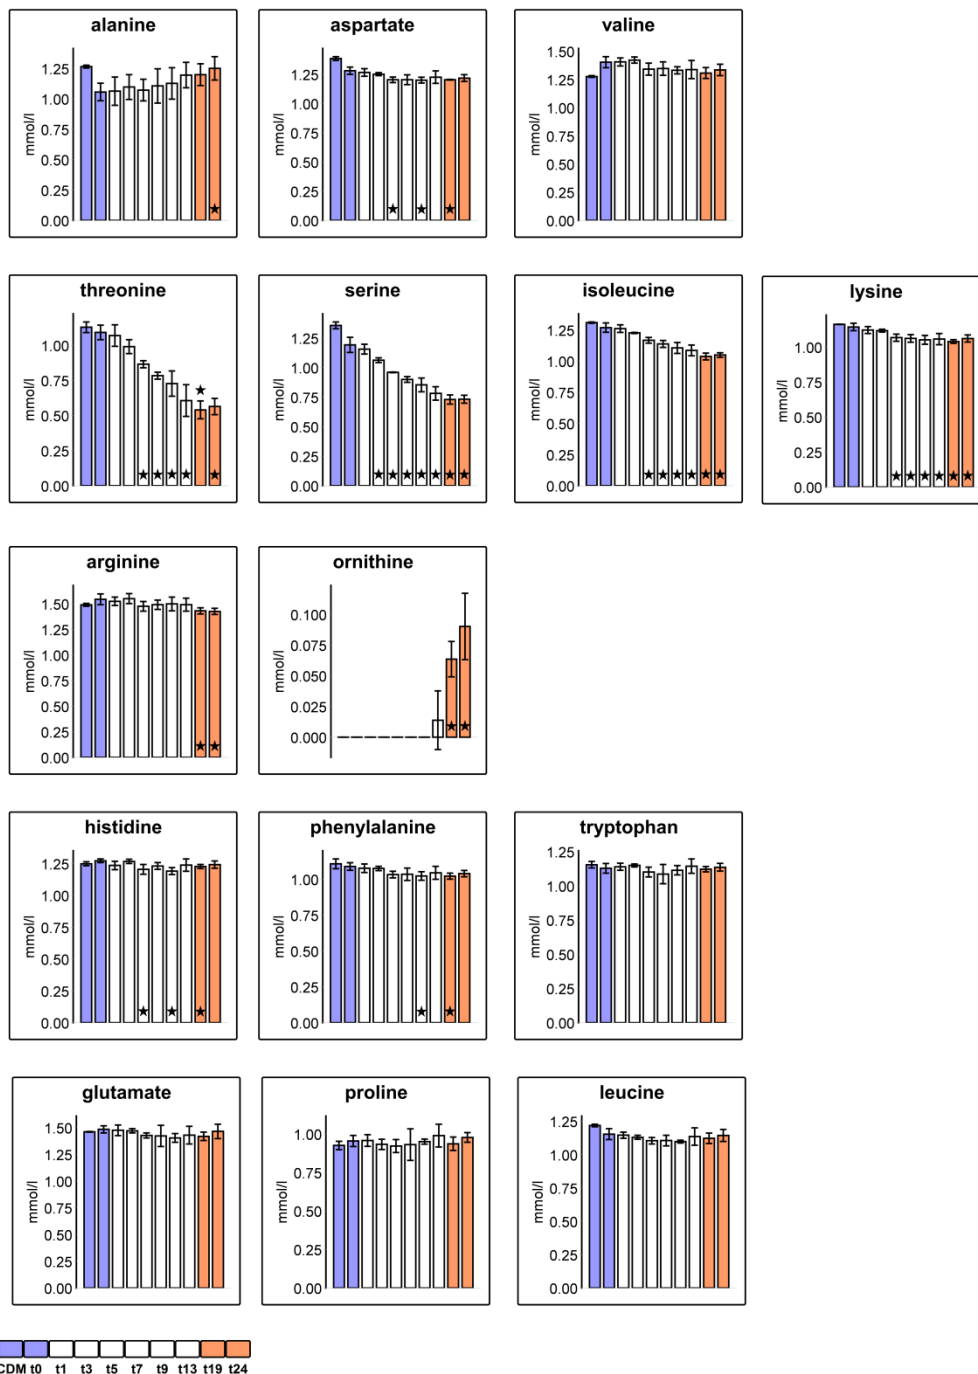 alanine
mmol/l
1.25
1.00
0.75
0.50
0.25
0.00
★
aspartate
mmol/l
1.25
1.00
0.75
0.50
0.25
0.00
★ ★ ★
valine
mmol/l
1.50
1.25
1.00
0.75
0.50
0.25
0.00
threonine
mmol/l
1.00
0.75
0.50
0.25
0.00
★
★ ★ ★ ★ ★
serine
mmol/l
1.25
1.00
0.75
0.50
0.25
0.00
★ ★ ★ ★ ★ ★ ★
isoleucine
mmol/l
1.25
1.00
0.75
0.50
0.25
0.00
★ ★ ★ ★ ★ ★
lysine
mmol/l
1.00
0.75
0.50
0.25
0.00
★ ★ ★ ★ ★ ★
arginine
mmol/l
1.50
1.25
1.00
0.75
0.50
0.25
0.00
★ ★
ornithine
mmol/l
0.100
0.075
0.050
0.025
0.000
★ ★
histidine
mmol/l
1.25
1.00
0.75
0.50
0.25
0.00
★ ★ ★
phenylalanine
mmol/l
1.00
0.75
0.50
0.25
0.00
★ ★
tryptophan
mmol/l
1.25
1.00
0.75
0.50
0.25
0.00
glutamate
mmol/l
1.50
1.25
1.00
0.75
0.50
0.25
0.00
proline
mmol/l
1.00
0.75
0.50
0.25
0.00
leucine
mmol/l
1.25
1.00
0.75
0.50
0.25
0.00
CDM t0 t1 t3 t5 t7 t9 t13 t19 t24